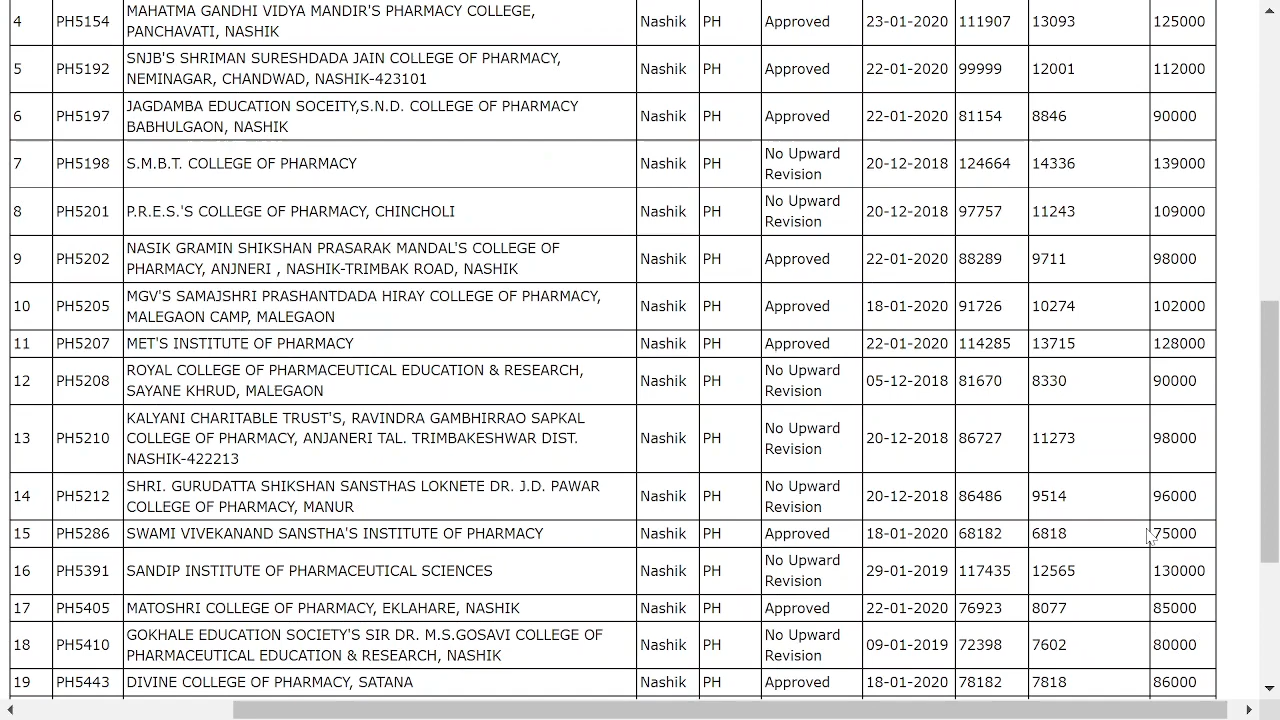 4 PH5154 MAHATMA GANDHI VIDYA MANDIR'S PHARMACY COLLEGE, Nashik PH Approved 23-01-2020 111907 13093 125000
PANCHAVATI, NASHIK
5 PH5192 SNJB'S SHRIMAN SURESHDADA JAIN COLLEGE OF PHARMACY, Nashik PH Approved 22-01-2020 99999 12001 112000
NEMINAGAR, CHANDWAD, NASHIK-423101
6 PH5197 JAGDAMBA EDUCATION SOCEITY,S.N.D. COLLEGE OF PHARMACY Nashik PH Approved 22-01-2020 81154 8846 90000
BABHULGAON, NASHIK
7 PH5198 S.M.B.T. COLLEGE OF PHARMACY Nashik PH No Upward 20-12-2018 124664 14336 139000
Revision
8 PH5201 P.R.E.S.'S COLLEGE OF PHARMACY, CHINCHOLI Nashik PH No Upward 20-12-2018 97757 11243 109000
Revision
9 PH5202 NASIK GRAMIN SHIKSHAN PRASARAK MANDAL'S COLLEGE OF Nashik PH Approved 22-01-2020 88289 9711 98000
PHARMACY, ANJNERI , NASHIK-TRIMBAK ROAD, NASHIK
10 PH5205 MGV'S SAMAJSHRI PRASHANTDADA HIRAY COLLEGE OF PHARMACY, Nashik PH Approved 18-01-2020 91726 10274 102000
MALEGAON CAMP, MALEGAON
11 PH5207 MET'S INSTITUTE OF PHARMACY Nashik PH Approved 22-01-2020 114285 13715 128000
12 PH5208 ROYAL COLLEGE OF PHARMACEUTICAL EDUCATION & RESEARCH, Nashik PH No Upward 05-12-2018 81670 8330 90000
SAYANE KHRUD, MALEGAON Revision
13 PH5210 KALYANI CHARITABLE TRUST'S, RAVINDRA GAMBHIRRAO SAPKAL Nashik PH No Upward 20-12-2018 86727 11273 98000
COLLEGE OF PHARMACY, ANJANERI TAL. TRIMBAKESHWAR DIST. Revision
NASHIK-422213
14 PH5212 SHRI. GURUDATTA SHIKSHAN SANSTHAS LOKNETE DR. J.D. PAWAR Nashik PH No Upward 20-12-2018 86486 9514 96000
COLLEGE OF PHARMACY, MANUR Revision
15 PH5286 SWAMI VIVEKANAND SANSTHA'S INSTITUTE OF PHARMACY Nashik PH Approved 18-01-2020 68182 6818 75000
16 PH5391 SANDIP INSTITUTE OF PHARMACEUTICAL SCIENCES Nashik PH No Upward 29-01-2019 117435 12565 130000
Revision
17 PH5405 MATOSHRI COLLEGE OF PHARMACY, EKLAHARE, NASHIK Nashik PH Approved 22-01-2020 76923 8077 85000
18 PH5410 GOKHALE EDUCATION SOCIETY'S SIR DR. M.S.GOSAVI COLLEGE OF Nashik PH No Upward 09-01-2019 72398 7602 80000
PHARMACEUTICAL EDUCATION & RESEARCH, NASHIK Revision
19 PH5443 DIVINE COLLEGE OF PHARMACY, SATANA Nashik PH Approved 18-01-2020 78182 7818 86000